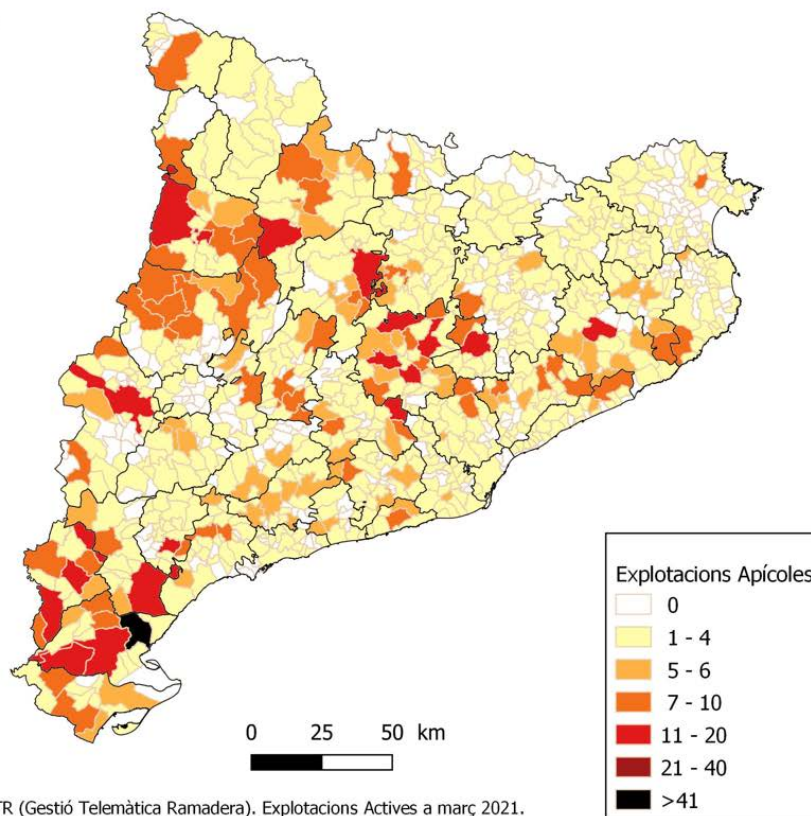 Explotacions Apícoles
0
1 - 4
5 - 6
7 - 10
11 - 20
21 - 40
>41
0 25 50 km
TR (Gestió Telemàtica Ramadera). Explotacions Actives a març 2021.